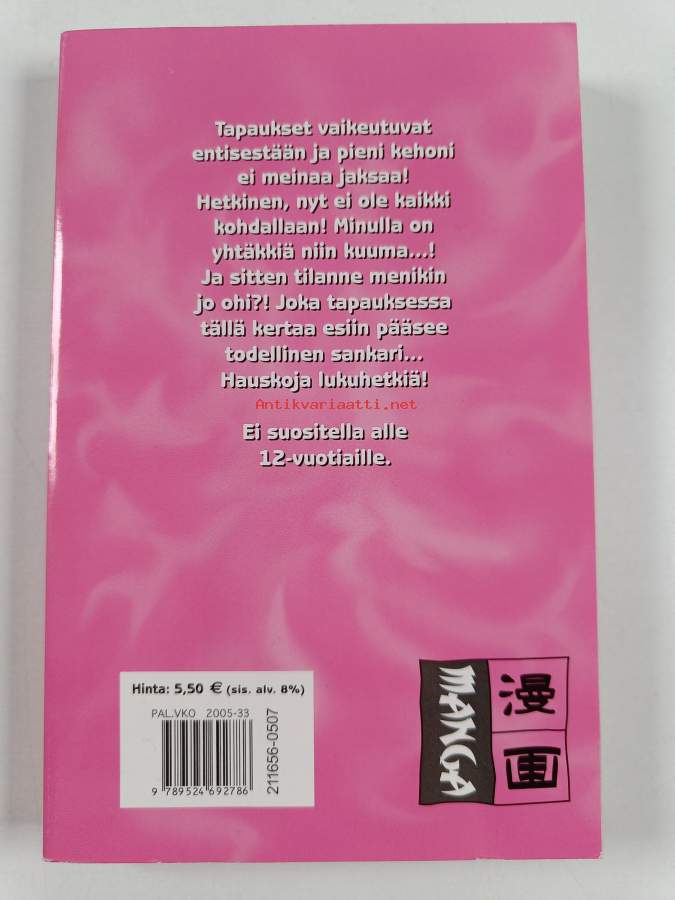 Tapaukset vaikeutuvat
entisestään ja pieni kehoni
ei meinaa jaksaa!
Hetkinen, nyt ei ole kaikki
kohdallaan! Minulla on
yhtäkkiä niin kuuma...!
Ja sitten tilanne menikin
jo ohi?! Joka tapauksessa
tällä kertaa esiin pääsee
todellinen sankari...
Hauskoja lukuhetkiä!
Antikvariaatti.net
Ei suositella alle
12-vuotiaille.
Hinta: 5,50 € (sis. alv. 8%)
PAL.VKO 2005-33
211656-0507
9 789524 692786
MANGA
漫画